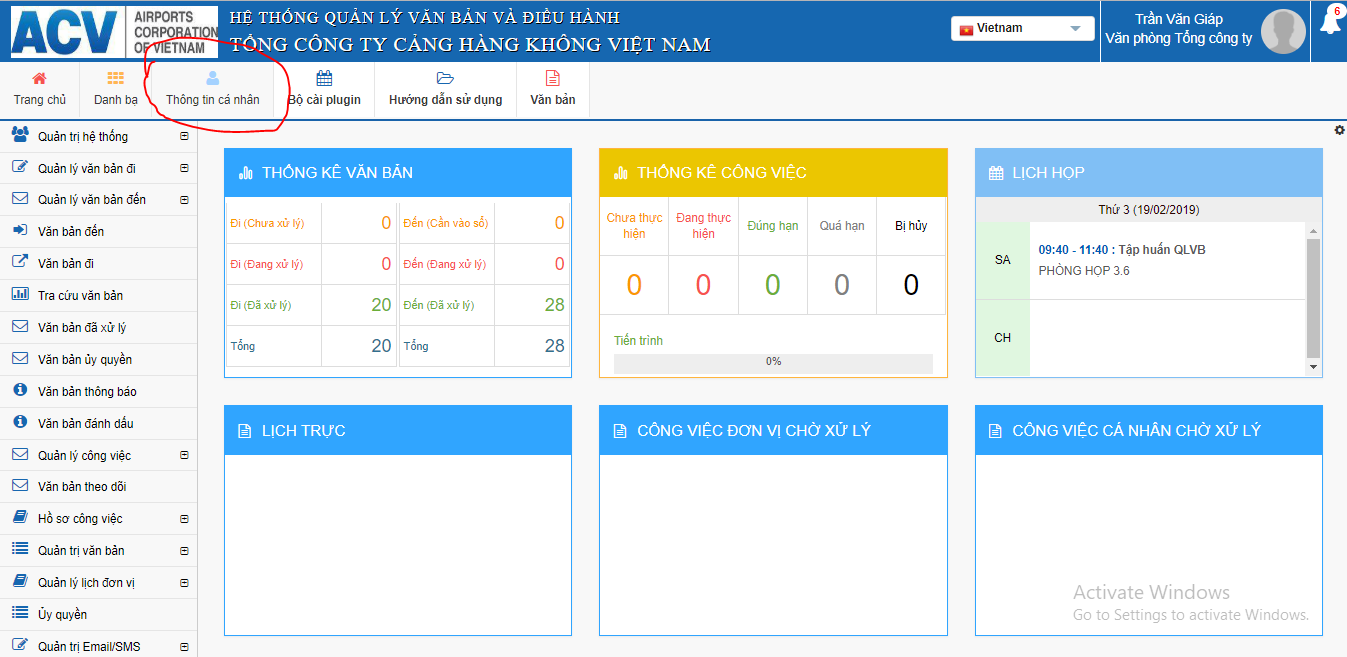 ACV
AIRPORTS
CORPORATION
OF VIETNAM
HỆ THỐNG QUẢN LÝ VĂN BẢN VÀ ĐIỀU HÀNH
TỔNG CÔNG TY CẢNG HÀNG KHÔNG VIỆT NAM
Vietnam
Trần Văn Giáp
Văn phòng Tổng công ty
6
Trang chủ
Danh bạ
Thông tin cá nhân
Bộ cài plugin
Hướng dẫn sử dụng
Văn bản
Quản trị hệ thống
Quản lý văn bản đi
Quản lý văn bản đến
Văn bản đến
Văn bản đi
Tra cứu văn bản
Văn bản đã xử lý
Văn bản ủy quyền
Văn bản thông báo
Văn bản đánh dấu
Quản lý công việc
Văn bản theo dõi
Hồ sơ công việc
Quản trị văn bản
Quản lý lịch đơn vị
Ủy quyền
Quản trị Email/SMS
THỐNG KÊ VĂN BẢN
Đi (Chưa xử lý) 0 Đến (Cần vào sổ) 0
Đi (Đang xử lý) 0 Đến (Đang xử lý) 0
Đi (Đã xử lý) 20 Đến (Đã xử lý) 28
Tổng 20 Tổng 28
THỐNG KÊ CÔNG VIỆC
Chưa thực hiện
Đang thực hiện
Đúng hạn
Quá hạn
Bị hủy
0 0 0 0 0
Tiến trình
0%
LỊCH HỌP
Thứ 3 (19/02/2019)
SA
09:40 - 11:40 : Tập huấn QLVB
PHÒNG HỌP 3.6
CH
LỊCH TRỰC
CÔNG VIỆC ĐƠN VỊ CHỜ XỬ LÝ
CÔNG VIỆC CÁ NHÂN CHỜ XỬ LÝ
Activate Windows
Go to Settings to activate Windows.